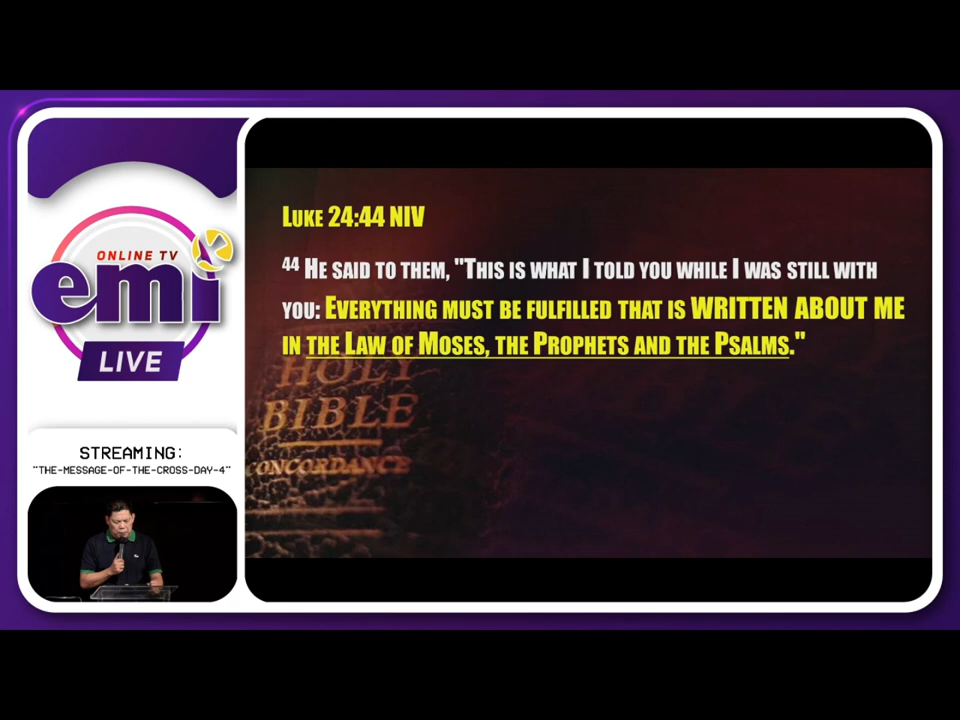 ONLINE TV
emi
LIVE
STREAMING:
"THE-MESSAGE-OF-THE-CROSS-DAY-4"
LUKE 24:44 NIV
44 HE SAID TO THEM, "THIS IS WHAT I TOLD YOU WHILE I WAS STILL WITH
YOU: EVERYTHING MUST BE FULFILLED THAT IS WRITTEN ABOUT ME
IN THE LAW OF MOSES, THE PROPHETS AND THE PSALMS."
HOLY
BIBLE
CONCORDANCE